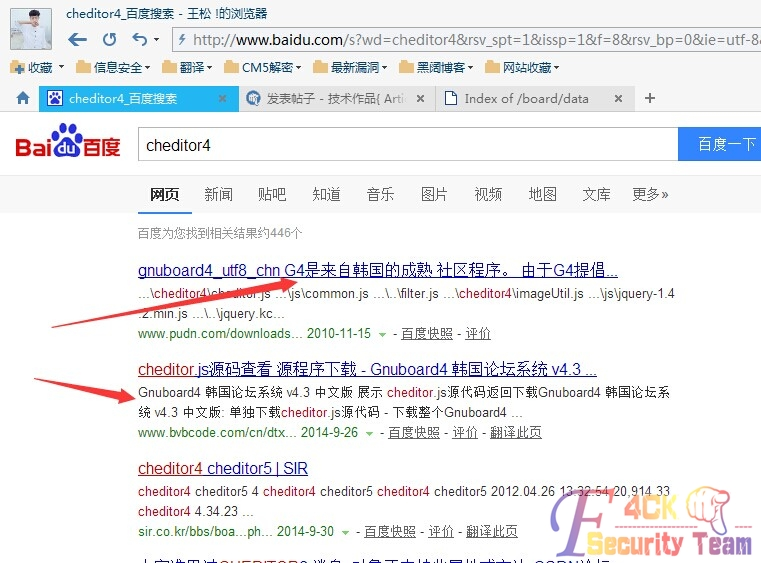 cheditor4_百度搜索 - 王松 !的浏览器
http://www.baidu.com/s?wd=cheditor4&rsv_spt=1&issp=1&f=8&rsv_bp=0&ie=utf-8&
收藏 信息安全 翻译 CM5解密 最新漏洞 黑阔博客 网站收藏
cheditor4_百度搜索 × 发表帖子 - 技术作品{ Arti × Index of /board/data × +
Bai du 百度 cheditor4 百度一下
网页 新闻 贴吧 知道 音乐 图片 视频 地图 文库 更多»
百度为您找到相关结果约446个
gnuboard4_utf8_chn G4是来自韩国的成熟 社区程序。 由于G4提倡...
...\cheditor4\cheditor.js ...\js\common.js ...\..\filter.js ...\cheditor4\imageUtil.js ...\js\jquery-1.4
.2.min.js ...\..\jquery.kc...
www.pudn.com/downloads... 2010-11-15 - 百度快照 - 评价
cheditor.js源码查看 源程序下载 - Gnuboard4 韩国论坛系统 v4.3 ...
Gnuboard4 韩国论坛系统 v4.3 中文版 展示 cheditor.js源代码返回下载Gnuboard4 韩国论坛系
统 v4.3 中文版: 单独下载cheditor.js源代码 - 下载整个Gnuboard4 ...
www.bvbcode.com/cn/dtx... 2014-9-26 - 百度快照 - 评价 - 翻译此页
cheditor4 cheditor5 | SIR
cheditor4 cheditor5 4 cheditor4 cheditor5 cheditor4 cheditor5 2012.04.26 13:32:54 20,914 33
cheditor4 4.34.23 ...
sir.co.kr/bbs/boa...ph... 2014-9-30 - 百度快照 - 评价 - 翻译此页
F4CK
Security Team